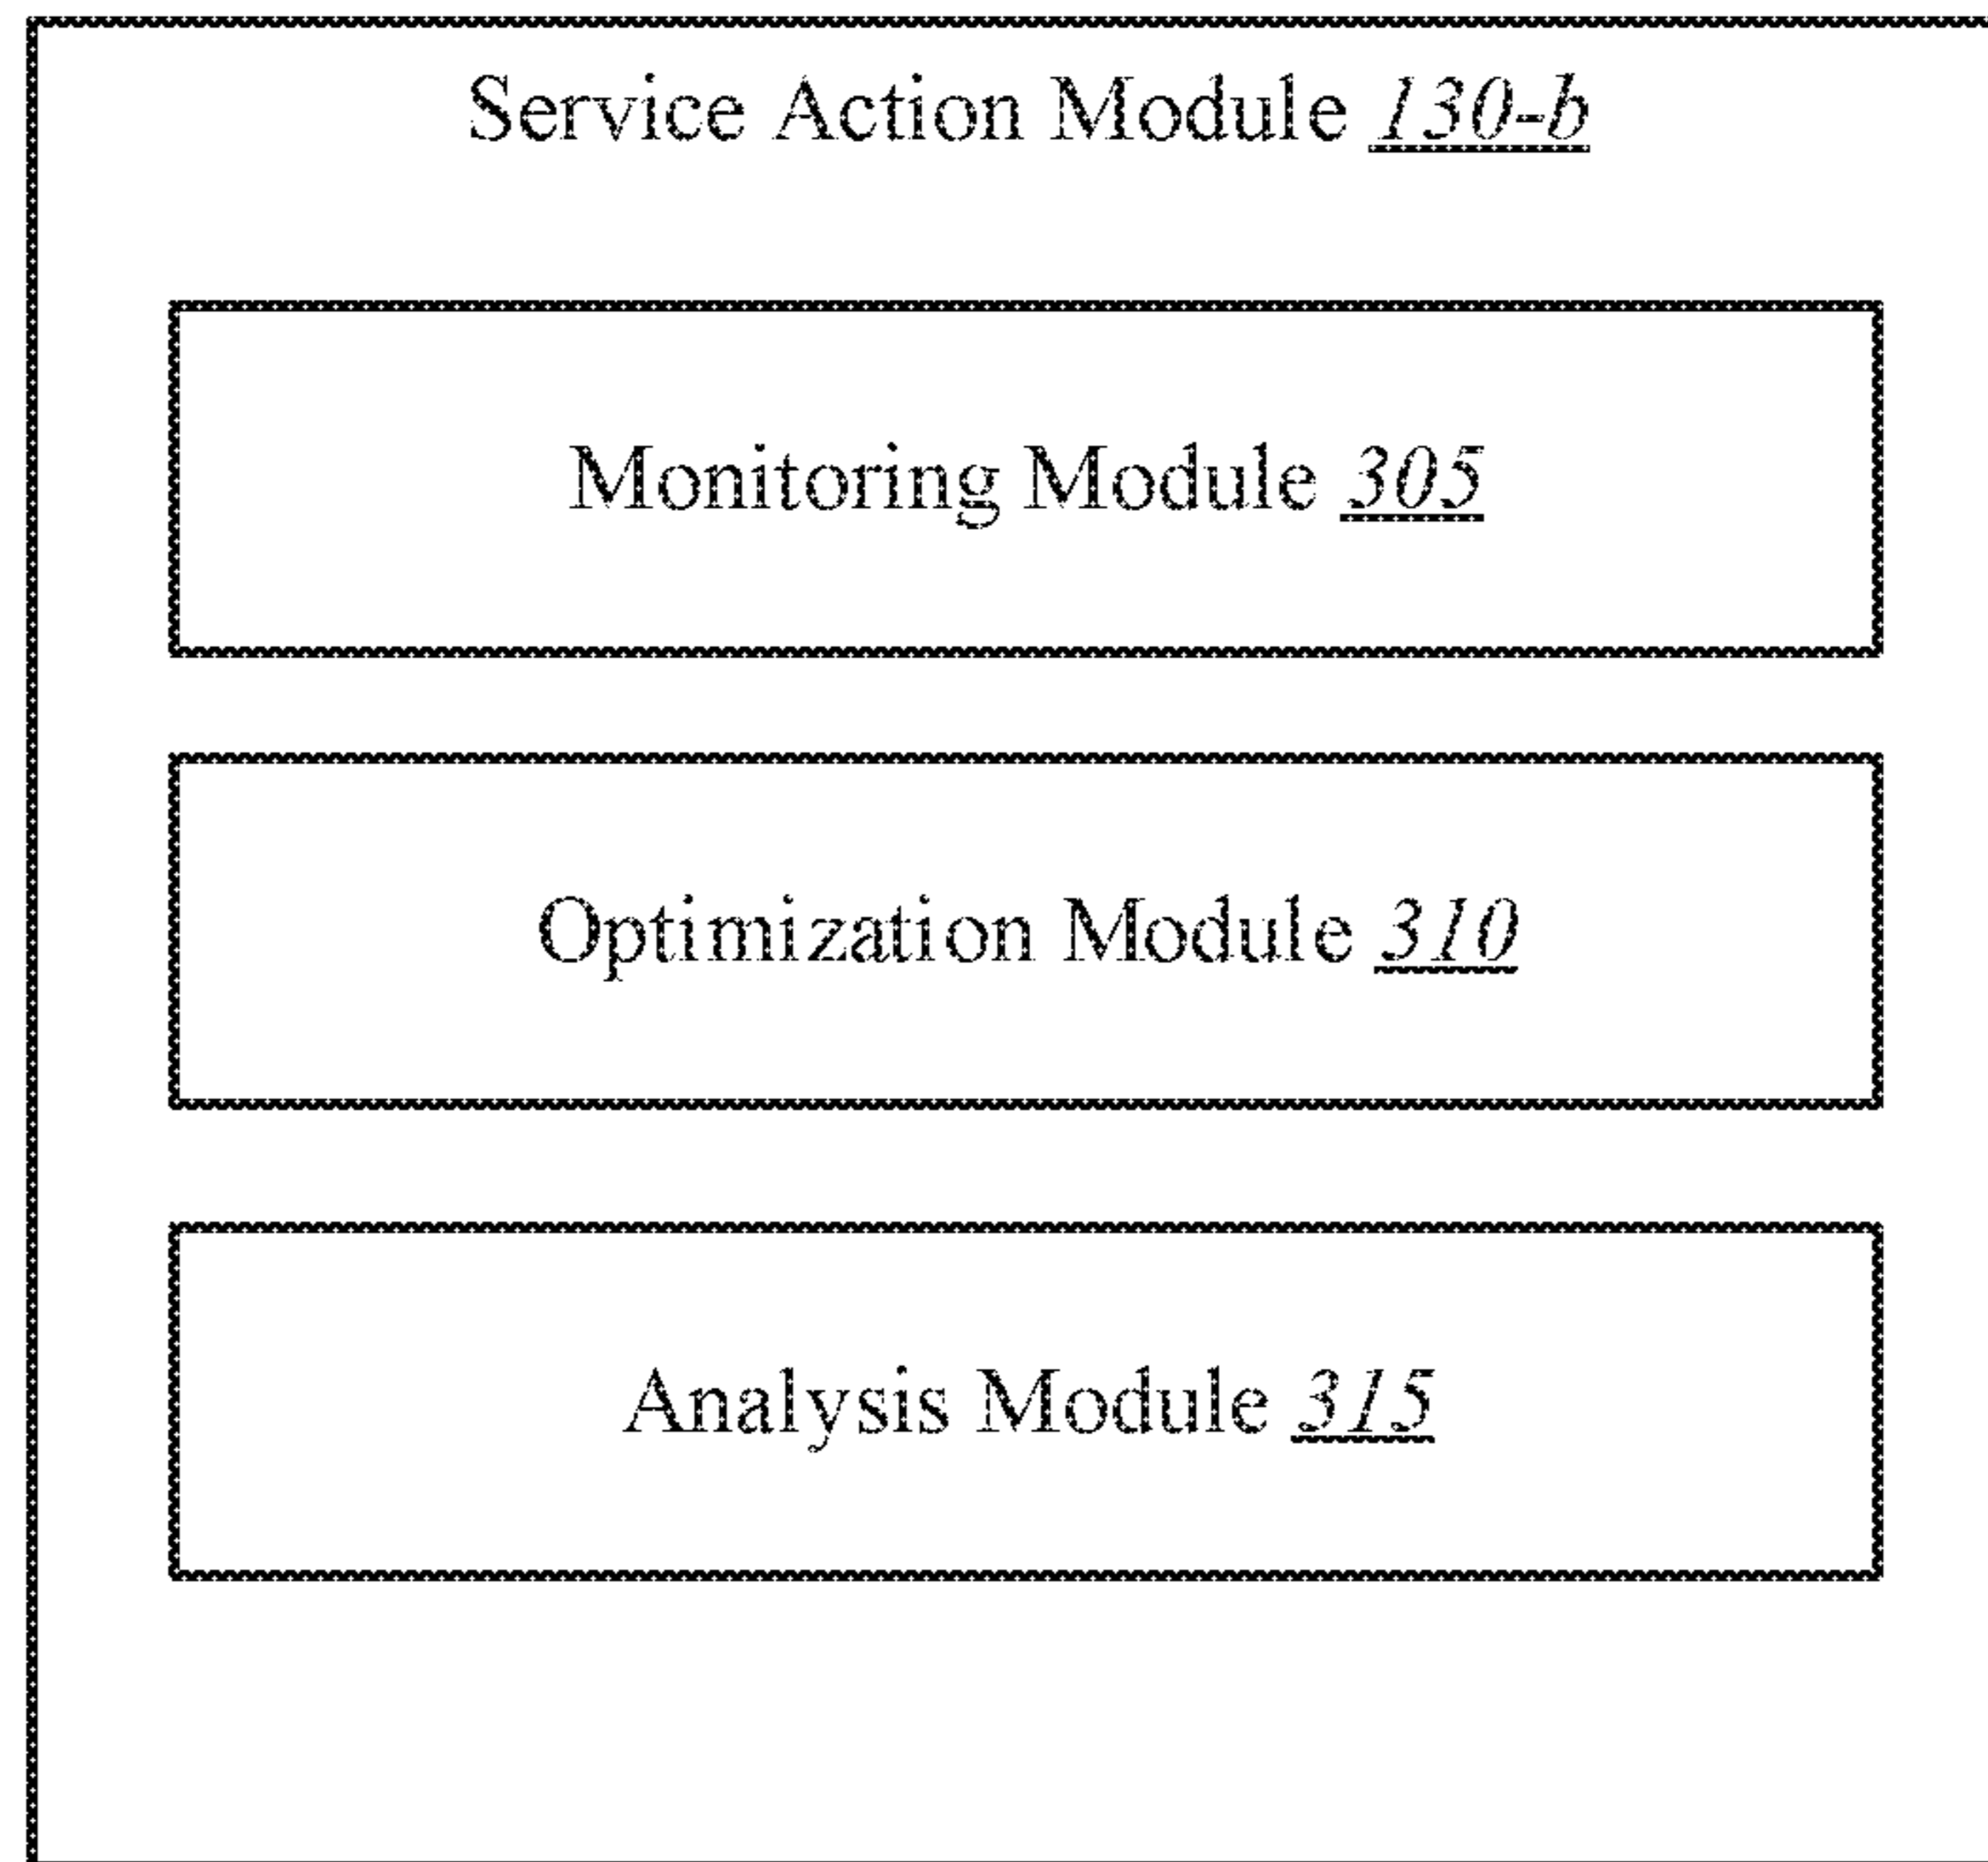 Service Action Module 130-b
Monitoring Module 305
Optimization Module 310
Analysis Module 315